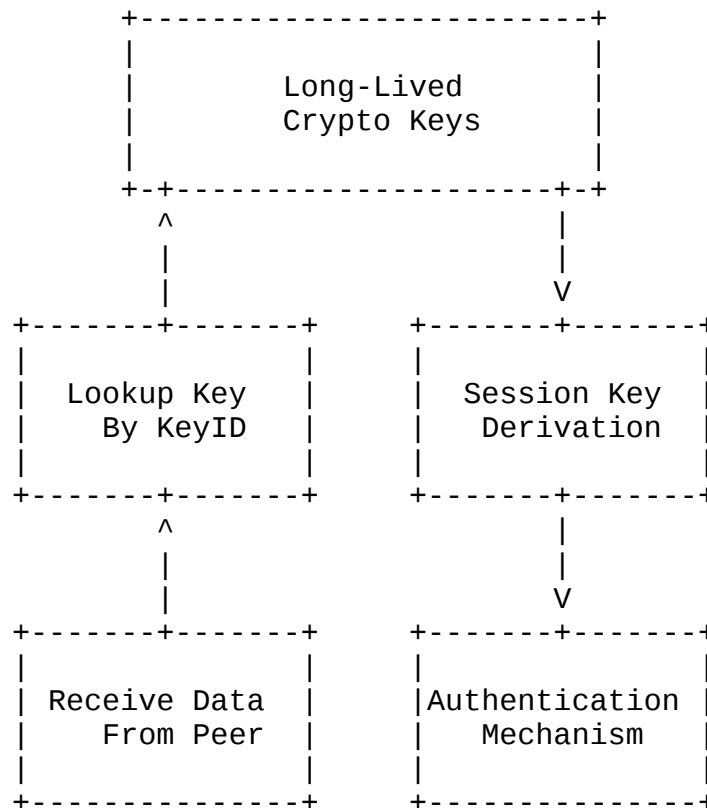 Long-Lived
Crypto Keys
Lookup Key
By KeyID
Session Key
Derivation
Receive Data
From Peer
Authentication
Mechanism